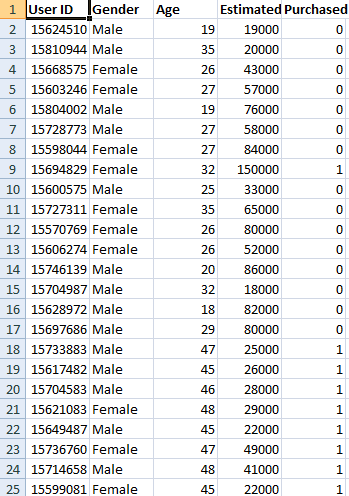 1 User ID Gender Age Estimated Purchased
2 15624510 Male 19 19000 0
3 15810944 Male 35 20000 0
4 15668575 Female 26 43000 0
5 15603246 Female 27 57000 0
6 15804002 Male 19 76000 0
7 15728773 Male 27 58000 0
8 15598044 Female 27 84000 0
9 15694829 Female 32 150000 1
10 15600575 Male 25 33000 0
11 15727311 Female 35 65000 0
12 15570769 Female 26 80000 0
13 15606274 Female 26 52000 0
14 15746139 Male 20 86000 0
15 15704987 Male 32 18000 0
16 15628972 Male 18 82000 0
17 15697686 Male 29 80000 0
18 15733883 Male 47 25000 1
19 15617482 Male 45 26000 1
20 15704583 Male 46 28000 1
21 15621083 Female 48 29000 1
22 15649487 Male 45 22000 1
23 15736760 Female 47 49000 1
24 15714658 Male 48 41000 1
25 15599081 Female 45 22000 1